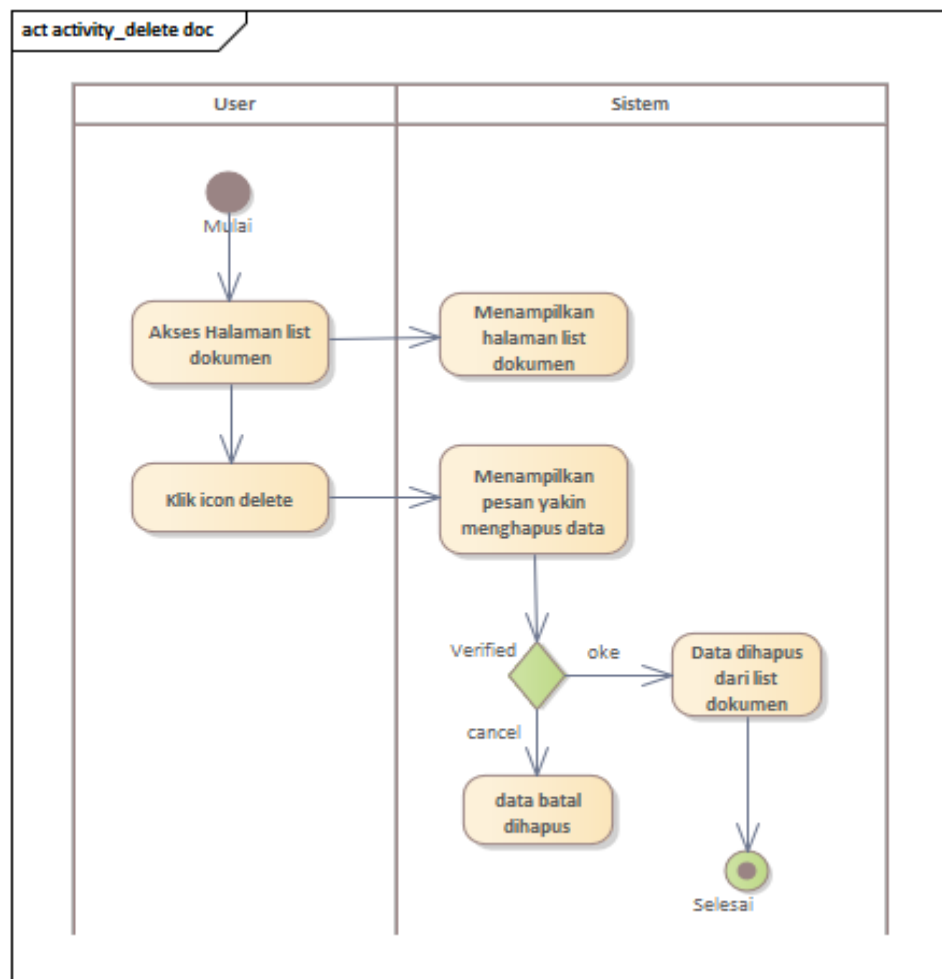 act activity_delete doc
User
Sistem
Mulai
Akses Halaman list
dokumen
Menampilkan
halaman list
dokumen
Klik icon delete
Menampilkan
pesan yakin
menghapus data
Verified
oke
Data dihapus
dari list
dokumen
cancel
data batal
dihapus
Selesai